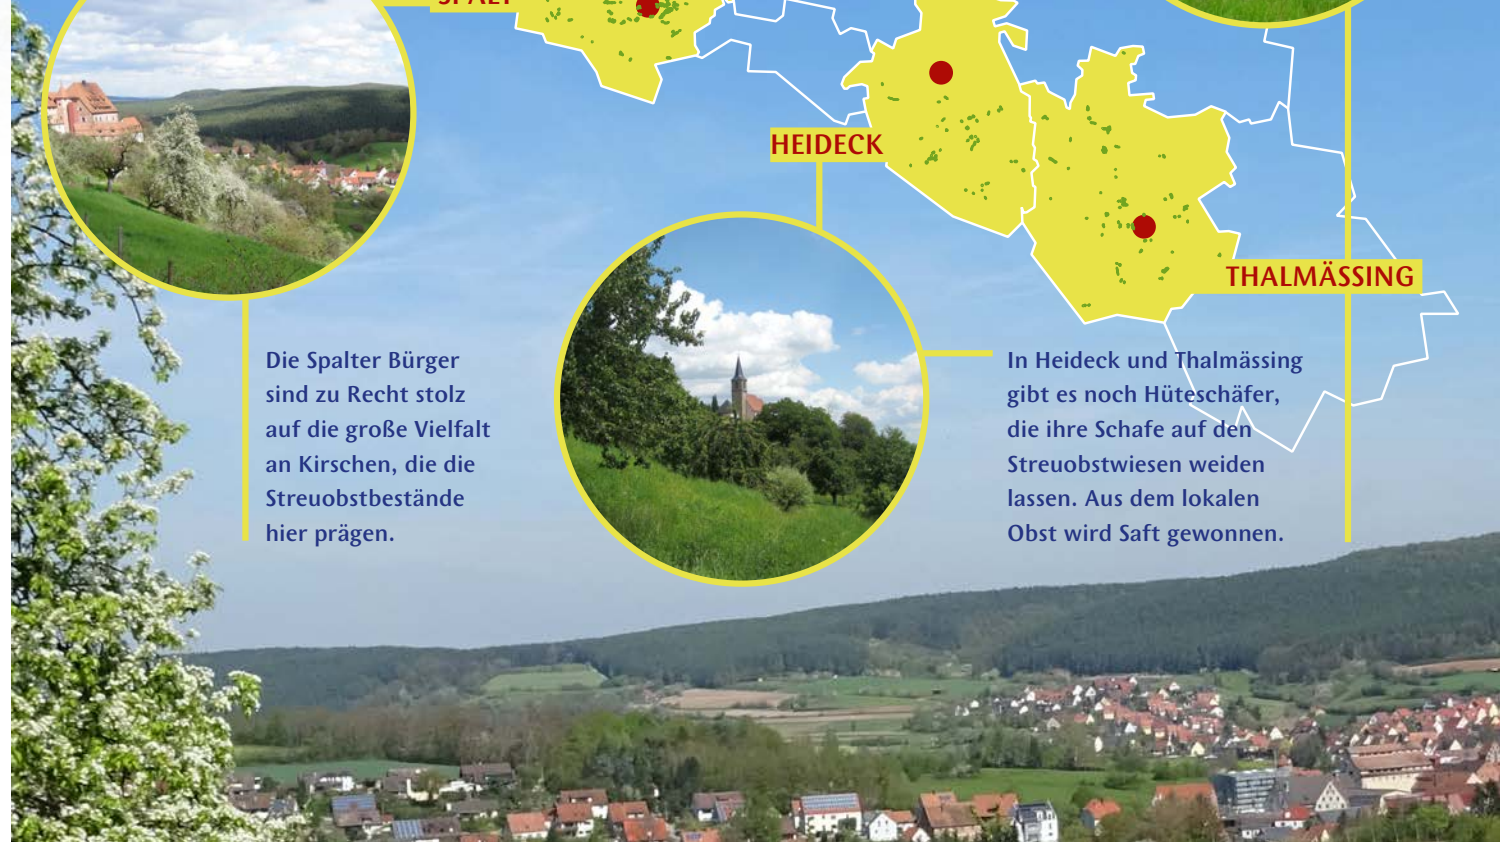 SPALT
HEIDECK
THALMÄSSING
Die Spalter Bürger
sind zu Recht stolz
auf die große Vielfalt
an Kirschen, die die
Streuobstbestände
hier prägen.
In Heideck und Thalmässing
gibt es noch Hüteschäfer,
die ihre Schafe auf den
Streuobstwiesen weiden
lassen. Aus dem lokalen
Obst wird Saft gewonnen.